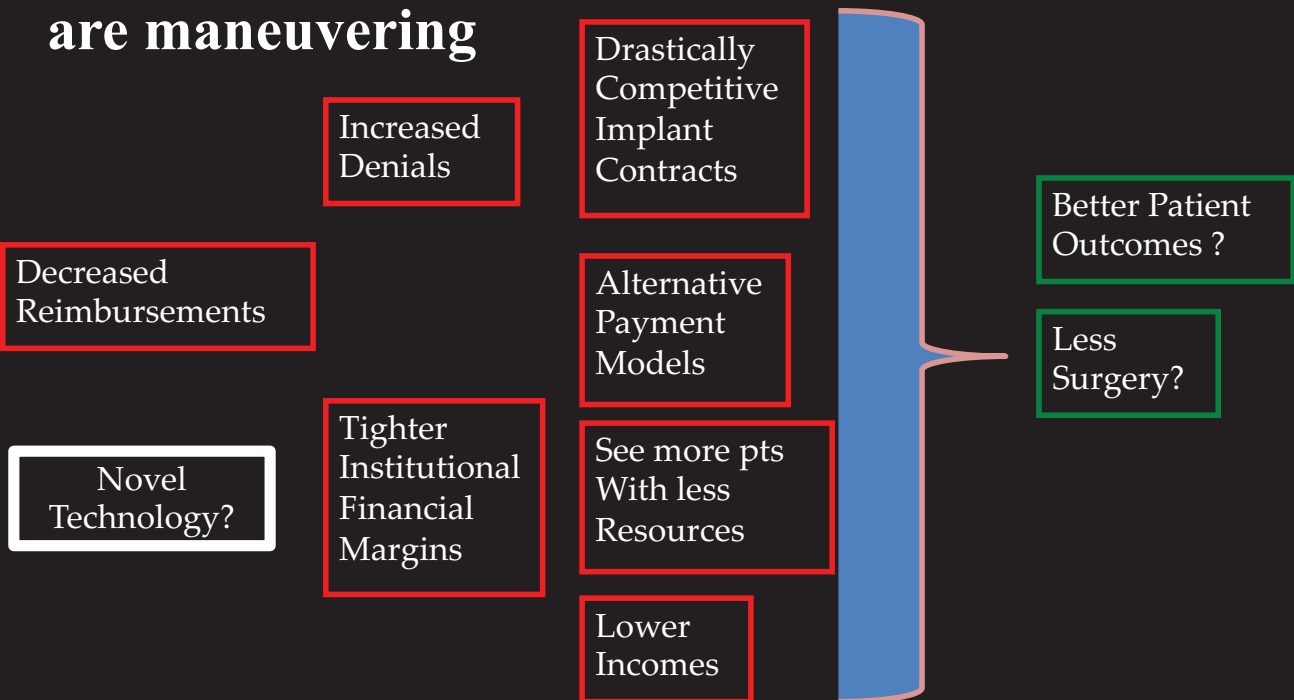 are maneuvering
Decreased
Reimbursements
Novel
Technology?
Increased
Denials
Tighter
Institutional
Financial
Margins
Drastically
Competitive
Implant
Contracts
Alternative
Payment
Models
See more pts
With less
Resources
Lower
Incomes
Better Patient
Outcomes ?
Less
Surgery?